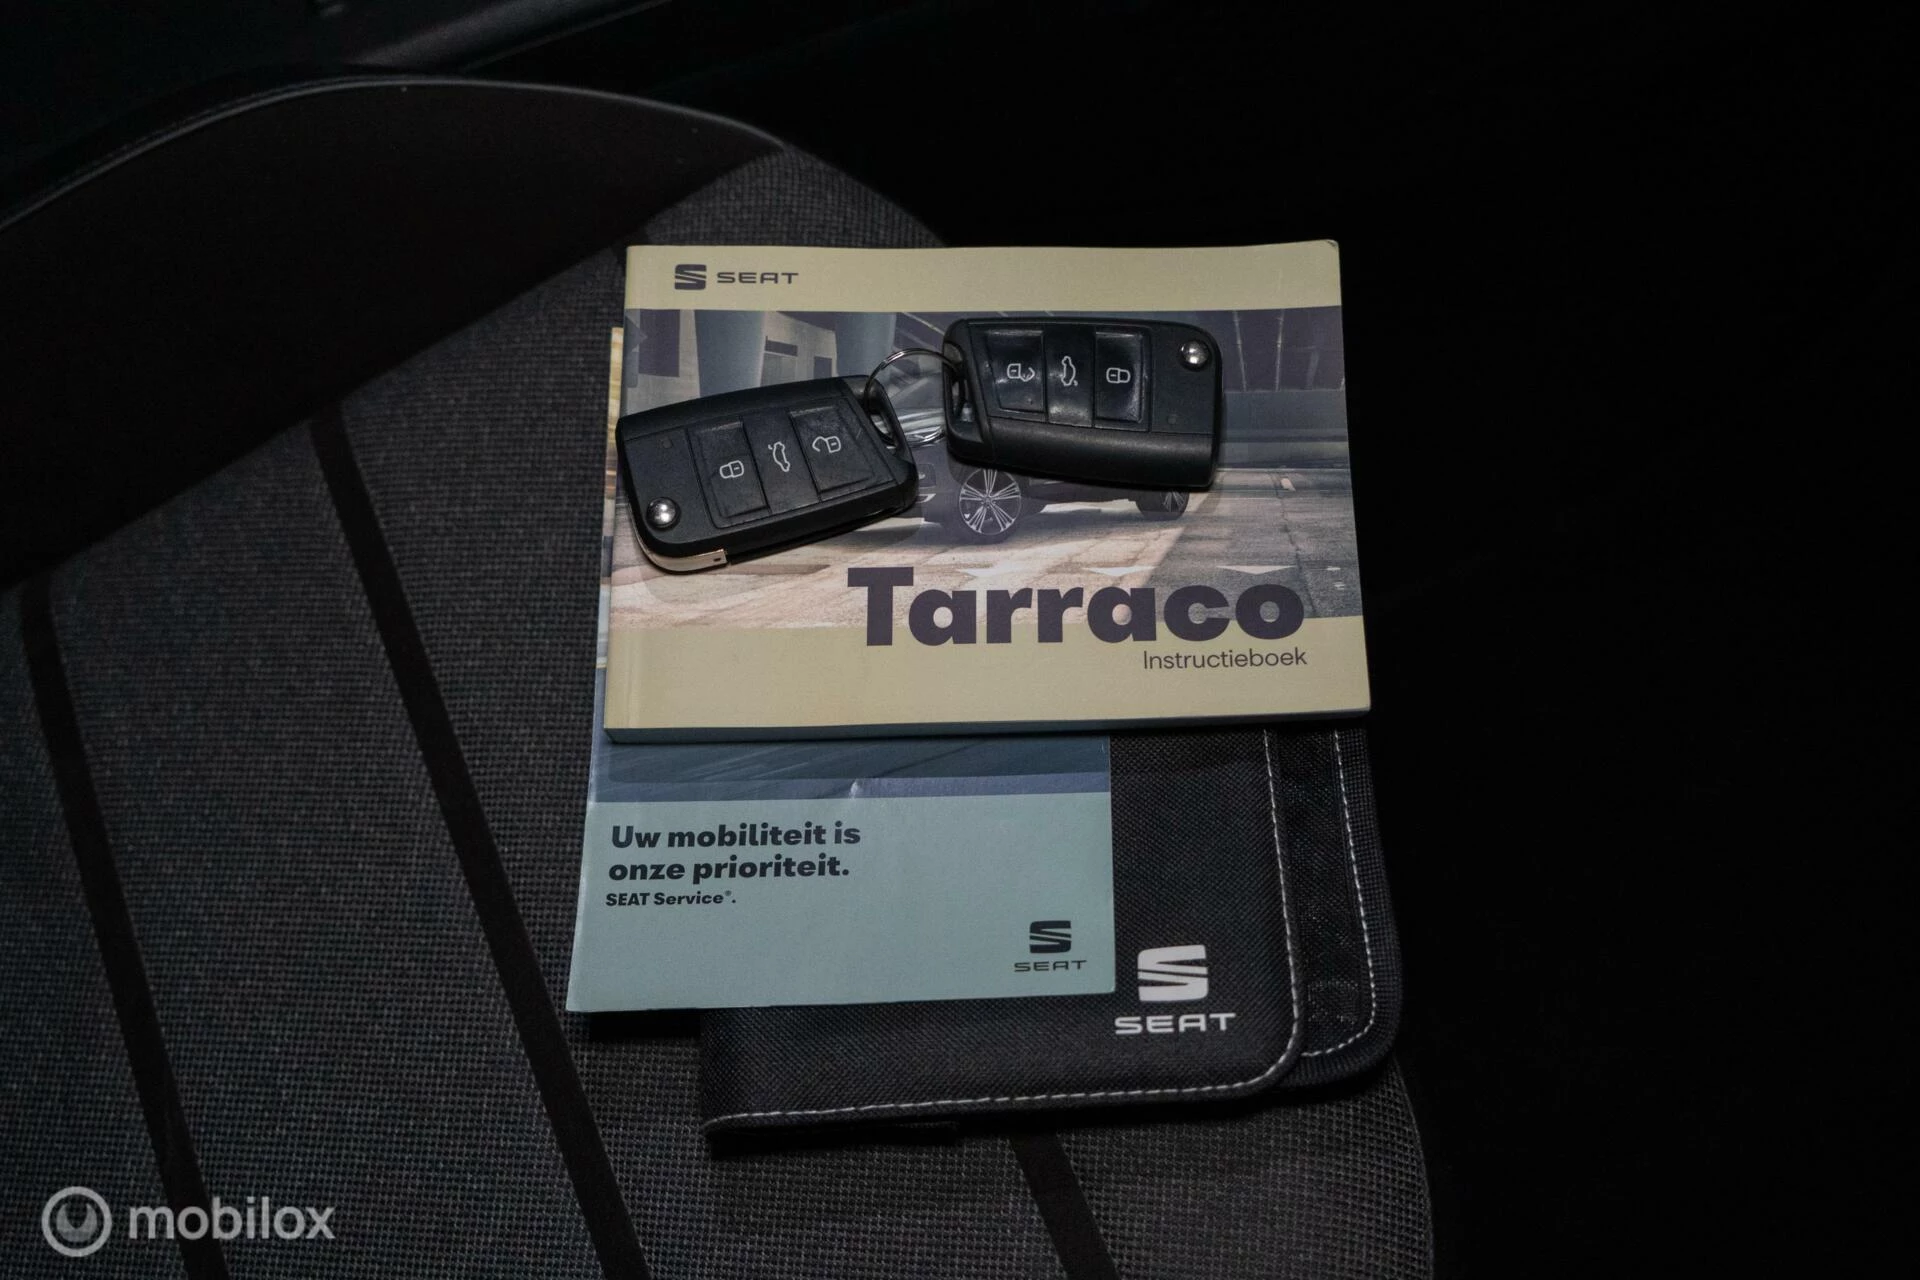 SEAT
Tarraco
Instructieboek
Uw mobiliteit is
onze prioriteit.
SEAT Service®.
SEAT
SEAT
mobilox